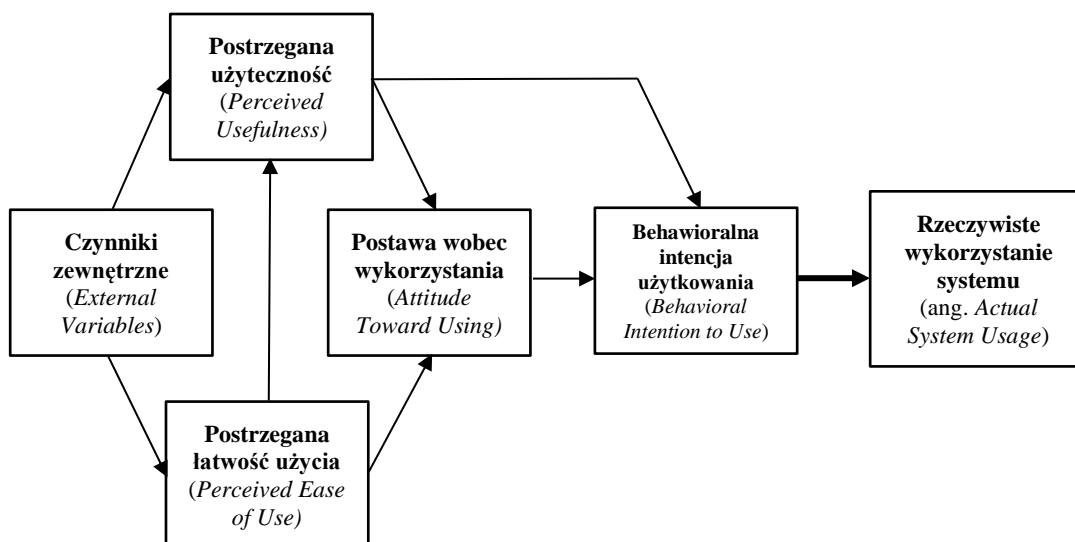 Postrzegana
użyteczność
(Perceived
Usefulness)
Czynniki
zewnętrzne
(External
Variables)
Postawa wobec
wykorzystania
(Attitude
Toward Using)
Behawioralna
intencja
użytkowania
(Behavioral
Intention to Use)
Rzeczywiste
wykorzystanie
systemu
(ang. Actual
System Usage)
Postrzegana
łatwość użycia
(Perceived Ease
of Use)